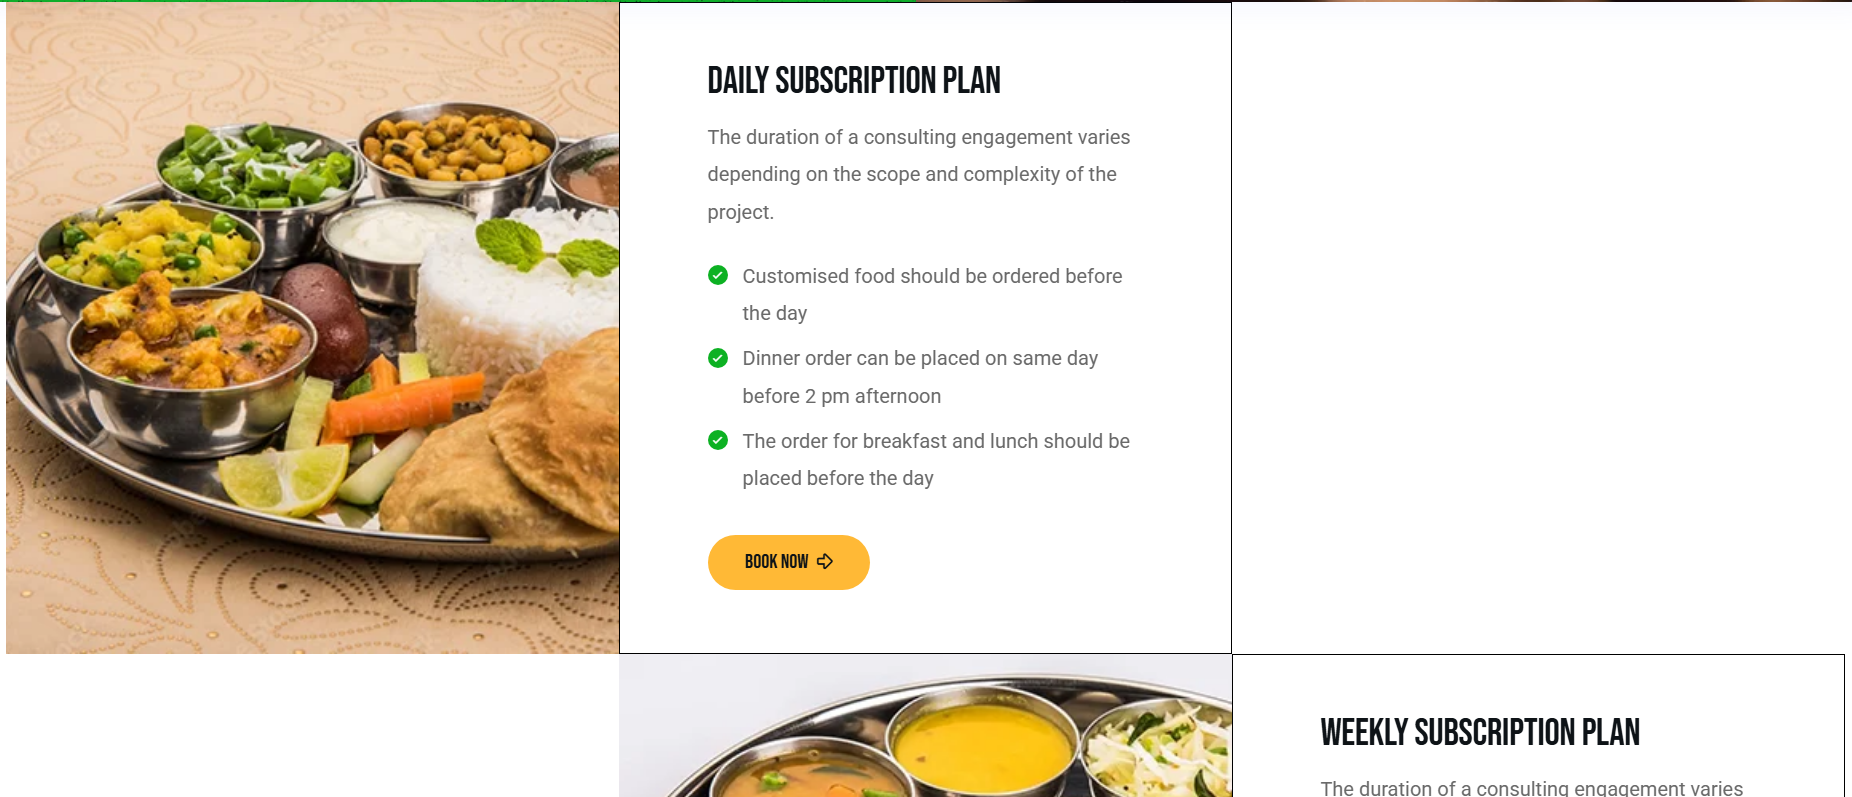 DAILY SUBSCRIPTION PLAN
The duration of a consulting engagement varies
depending on the scope and complexity of the
project.
Customised food should be ordered before
the day
Dinner order can be placed on same day
before 2 pm afternoon
The order for breakfast and lunch should be
placed before the day
BOOK NOW
WEEKLY SUBSCRIPTION PLAN
The duration of a consulting engagement varies